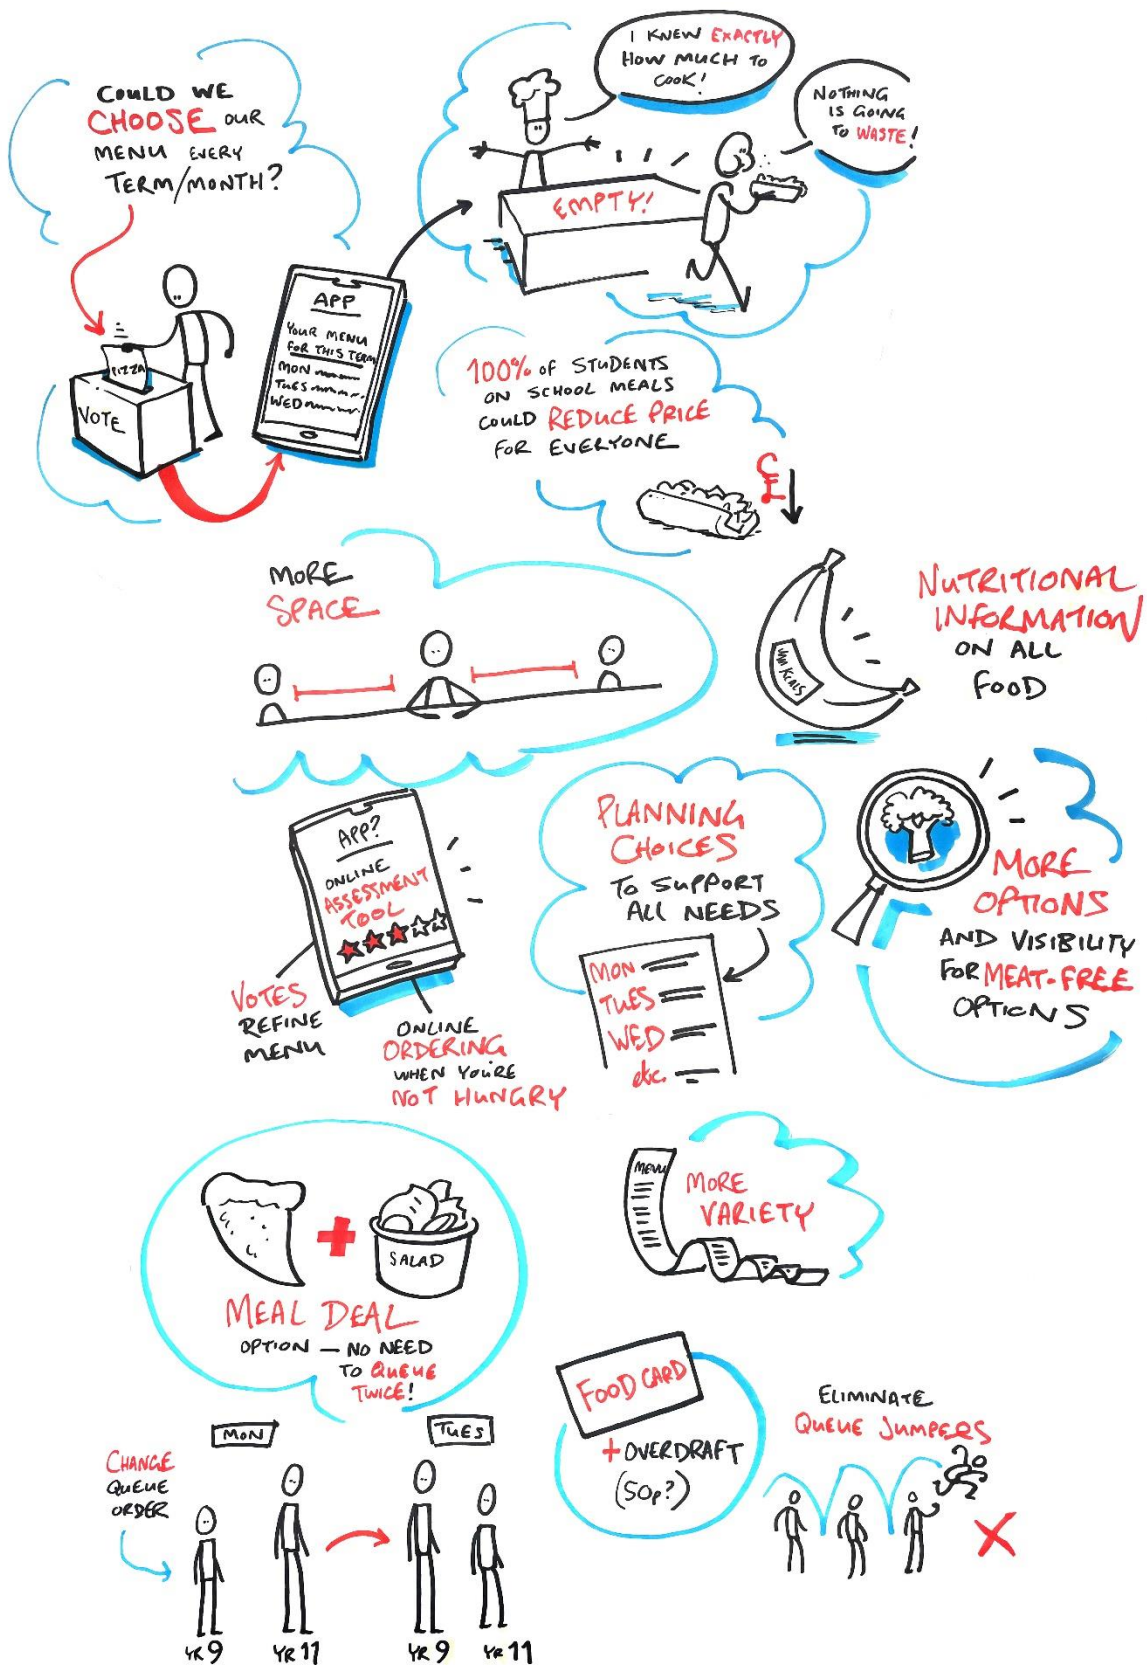 COULD WE
CHOOSE OUR
MENU EVERY
TERM/MONTH?
PIZZA
VOTE
APP
YOUR MENU
FOR THIS TERM
MON
TUES
WED
I KNEW EXACTLY
HOW MUCH TO
COOK!
NOTHING
IS GOING
TO WASTE!
EMPTY!
100% OF STUDENTS
ON SCHOOL MEALS
COULD REDUCE PRICE
FOR EVERYONE
£
MORE
SPACE
NUTRITIONAL
INFORMATION
ON ALL
FOOD
KCALS
APP?
ONLINE
ASSESSMENT
TOOL
VOTES
REFINE
MENU
ONLINE
ORDERING
WHEN YOU'RE
NOT HUNGRY
PLANNING
CHOICES
TO SUPPORT
ALL NEEDS
MON
TUES
WED
etc.
MORE
OPTIONS
AND VISIBILITY
FOR MEAT-FREE
OPTIONS
SALAD
MEAL DEAL
OPTION – NO NEED
TO QUEUE
TWICE!
MENU
MORE
VARIETY
CHANGE
QUEUE
ORDER
MON
TUES
YR 9
YR 11
YR 9
YR 11
FOOD CARD
+ OVERDRAFT
(50p?)
ELIMINATE
QUEUE JUMPERS